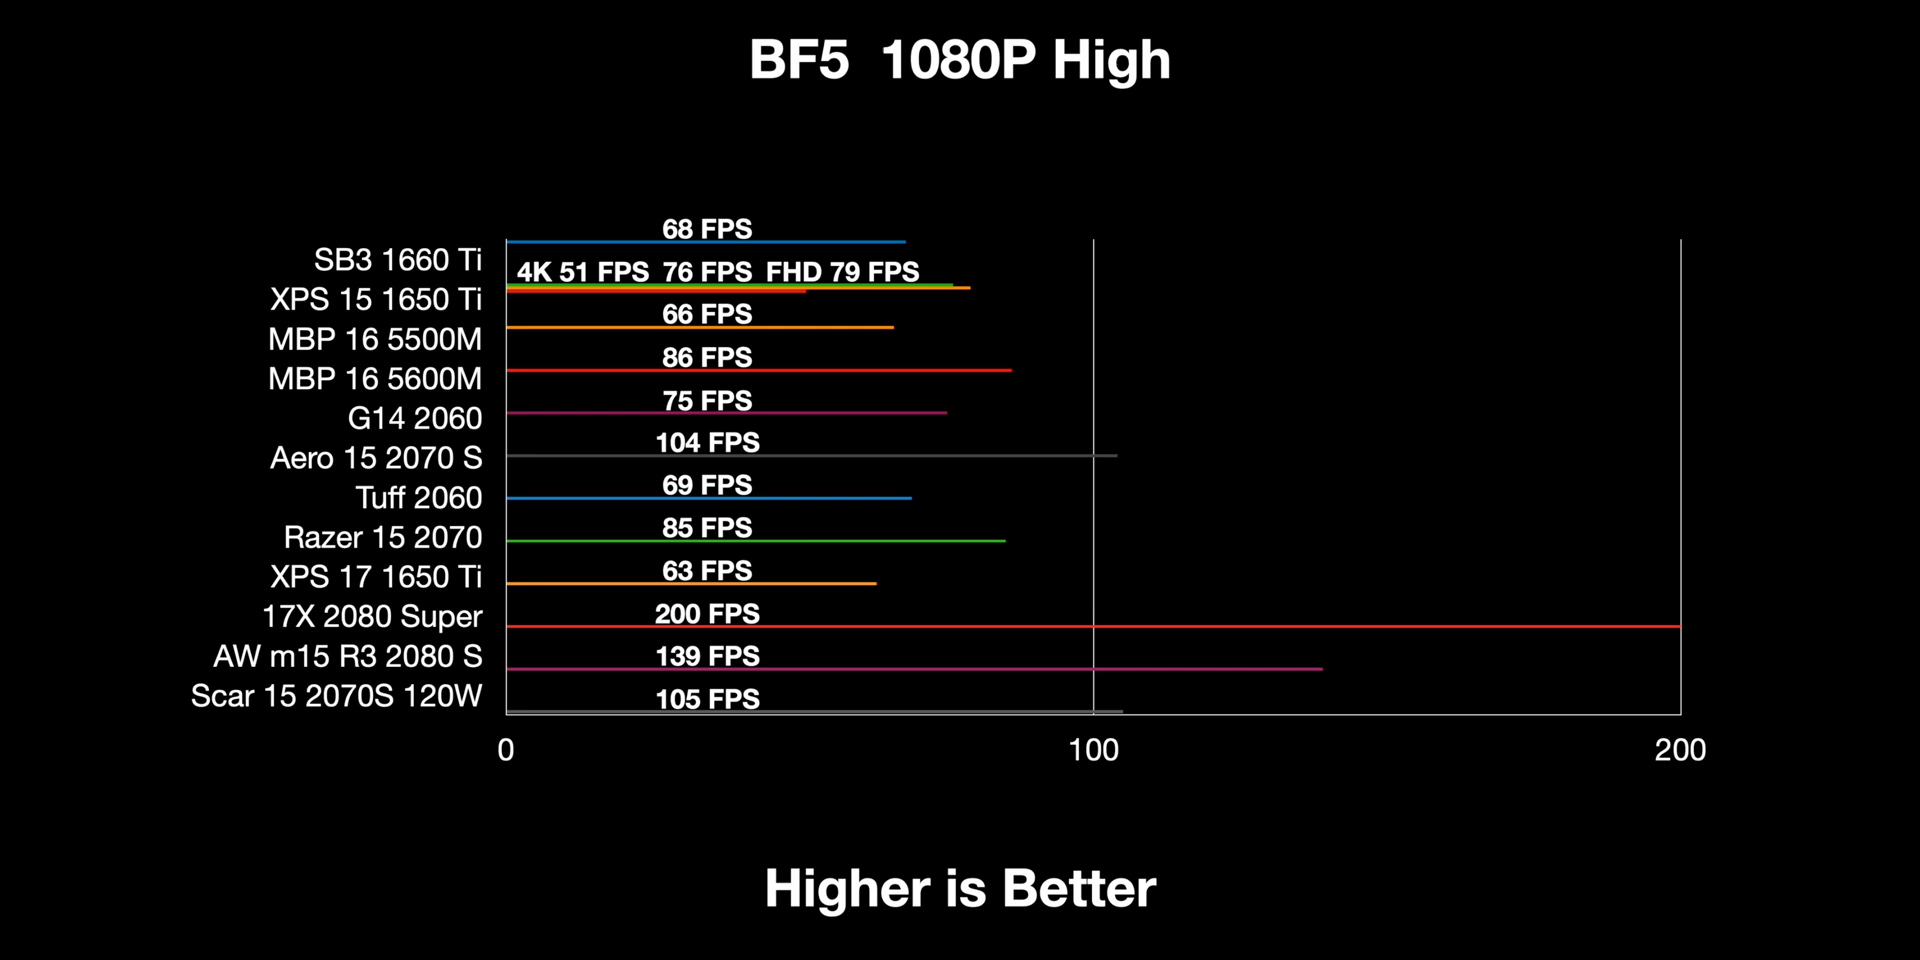 BF5 1080P High
68 FPS
SB3 1660 Ti
4K 51 FPS 76 FPS FHD 79 FPS
XPS 15 1650 Ti
66 FPS
MBP 16 5500M
86 FPS
MBP 16 5600M
75 FPS
G14 2060
104 FPS
Aero 15 2070 S
69 FPS
Tuff 2060
85 FPS
Razer 15 2070
63 FPS
XPS 17 1650 Ti
200 FPS
17X 2080 Super
139 FPS
AW m15 R3 2080 S
105 FPS
Scar 15 2070S 120W
0 100 200
Higher is Better